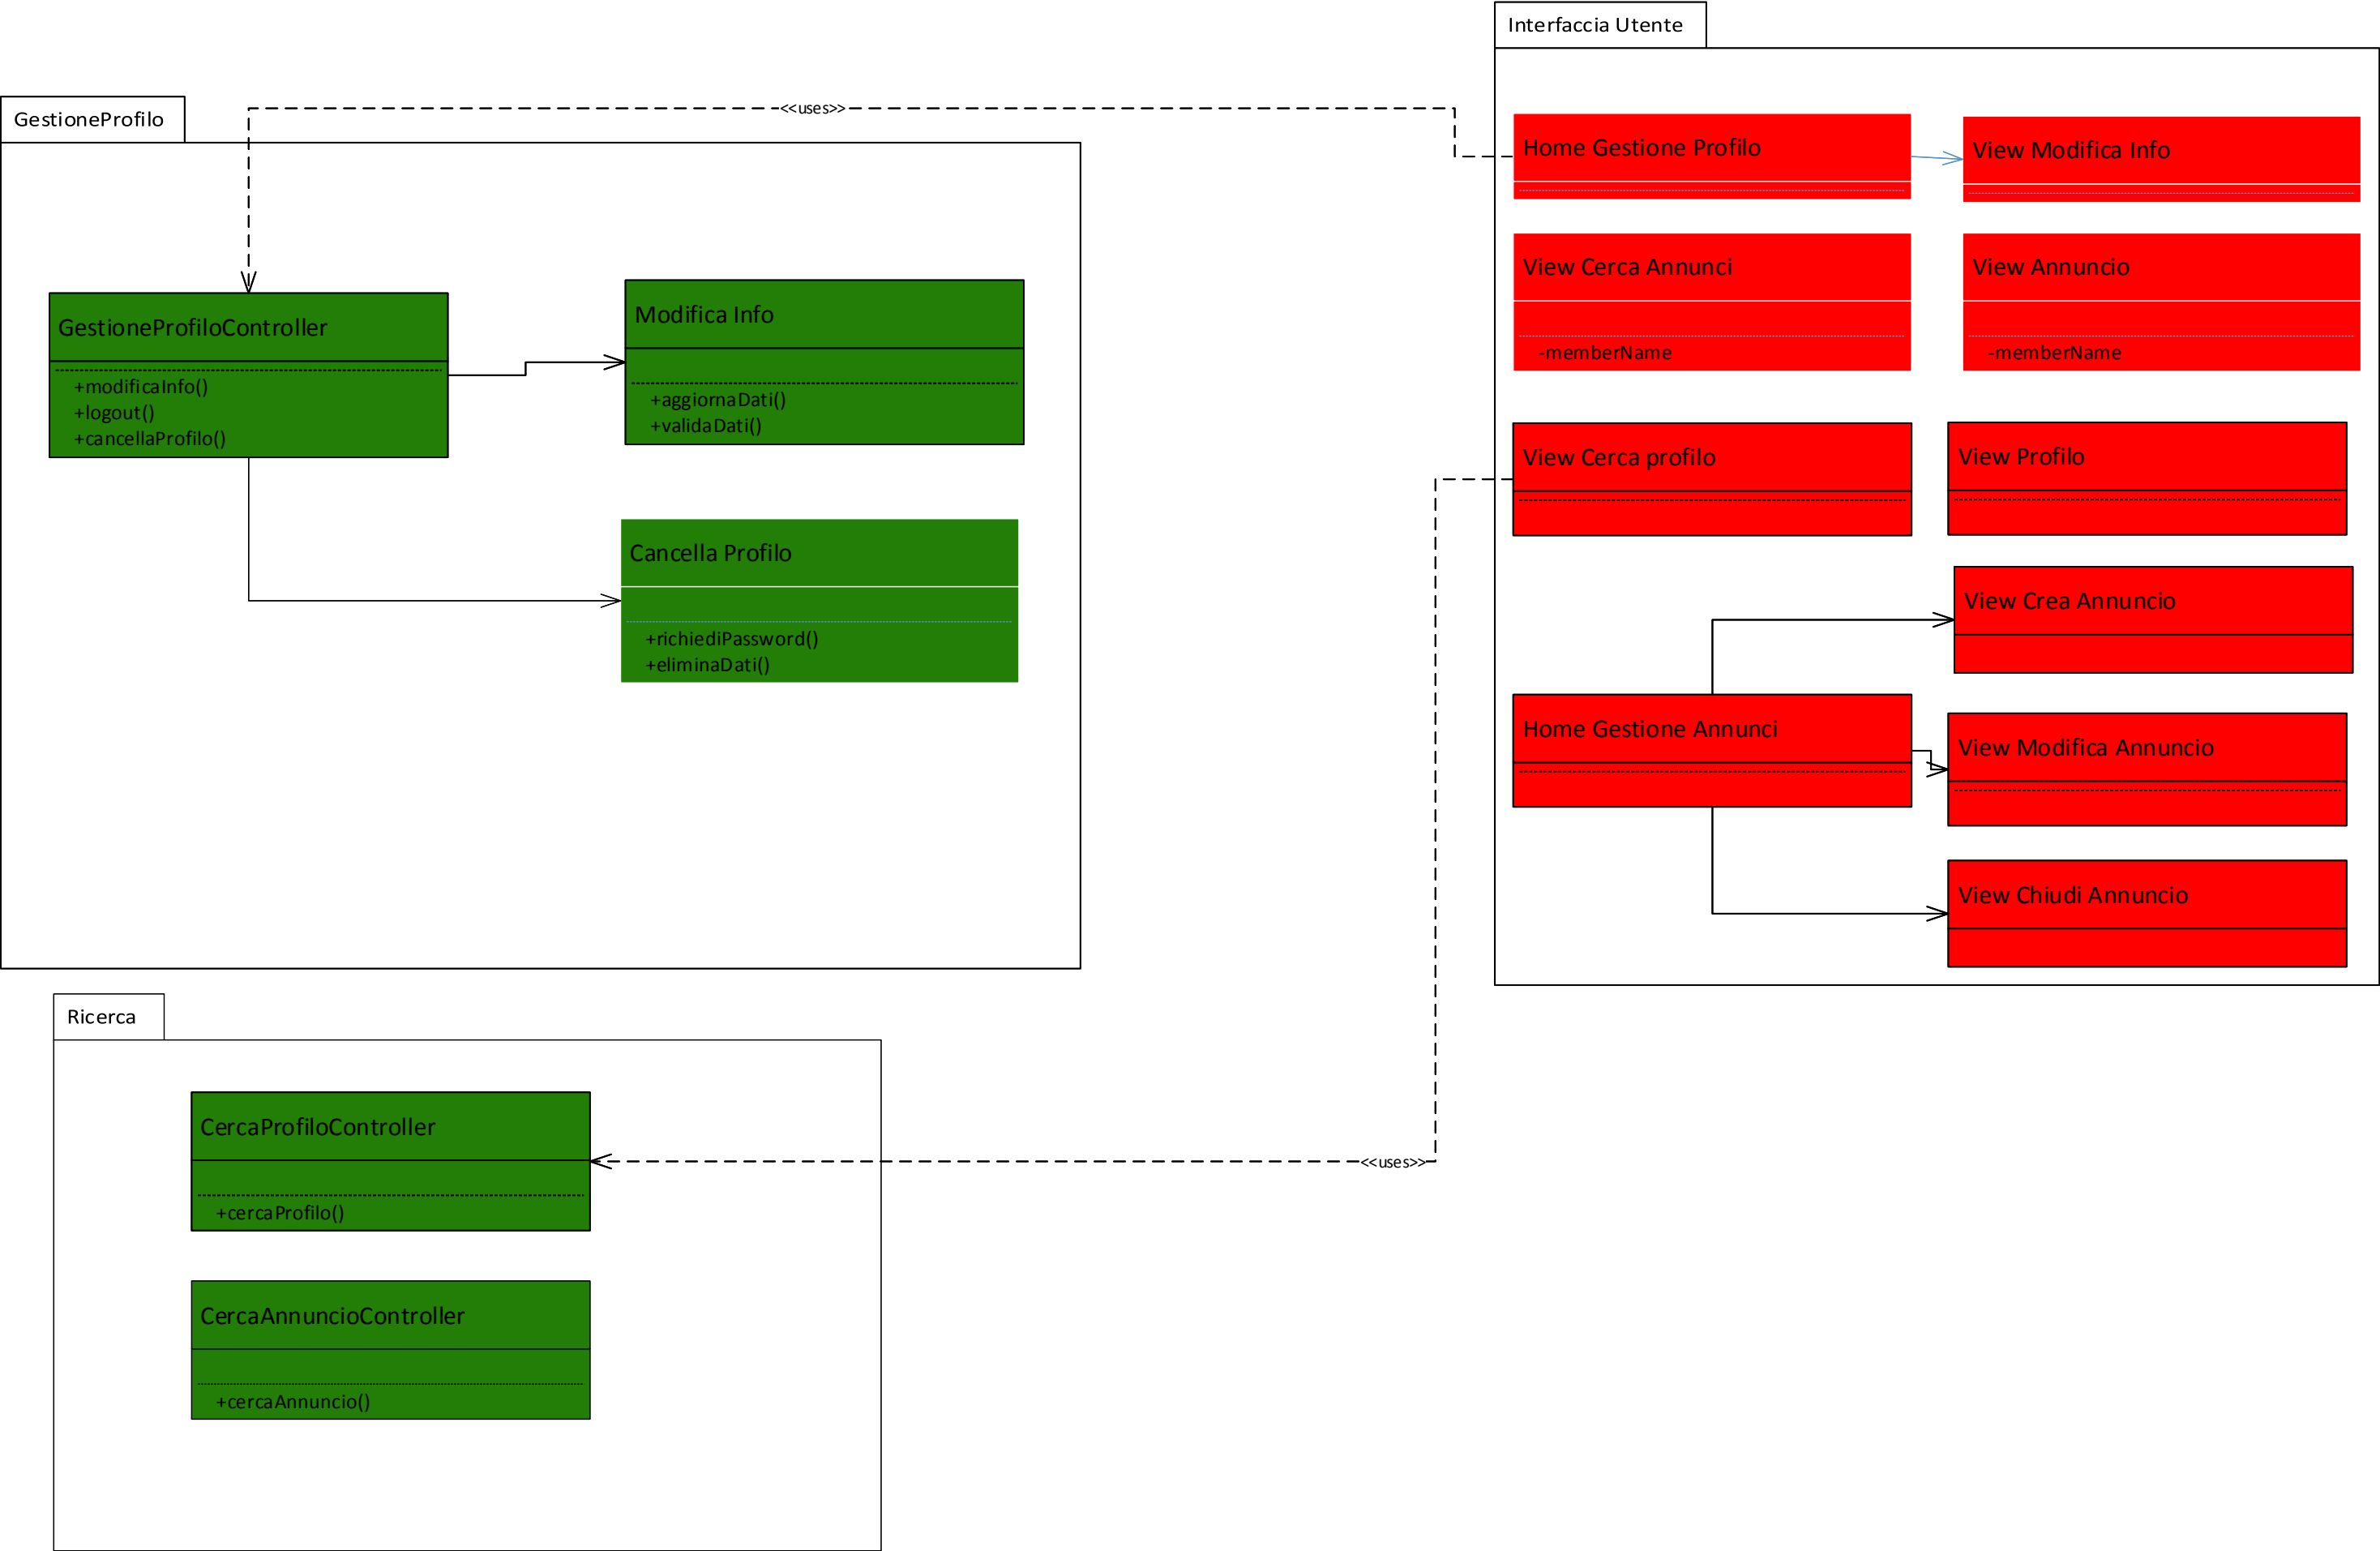 Interfaccia Utente
GestioneProfilo
<<uses>>
Home Gestione Profilo
View Modifica Info
View Cerca Annunci
-memberName
View Annuncio
-memberName
GestioneProfiloController
+modificaInfo()
+logout()
+cancellaProfilo()
Modifica Info
+aggiornaDati()
+validaDati()
View Cerca profilo
View Profilo
Cancella Profilo
+richiediPassword()
+eliminaDati()
View Crea Annuncio
Home Gestione Annunci
View Modifica Annuncio
View Chiudi Annuncio
Ricerca
CercaProfiloController
+cercaProfilo()
<<uses>>
CercaAnnuncioController
+cercaAnnuncio()